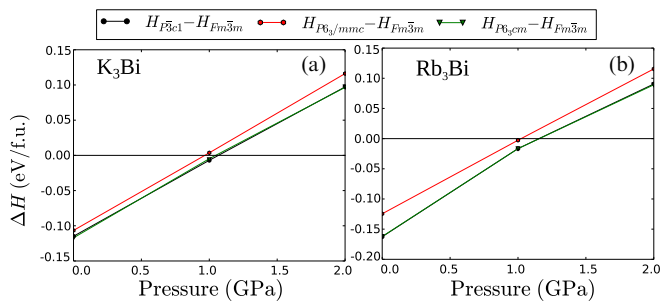 H_{P\bar{3}c1}−H_{Fm\bar{3}m} H_{P6_3/mmc}−H_{Fm\bar{3}m} H_{P6_3cm}−H_{Fm\bar{3}m}
K₃Bi (a)
Rb₃Bi (b)
ΔH (eV/f.u.)
0.15
0.10
0.05
0.00
-0.05
-0.10
-0.15
0.0 0.5 1.0 1.5 2.0
Pressure (GPa)
0.15
0.10
0.05
0.00
-0.05
-0.10
-0.15
-0.20
0.0 0.5 1.0 1.5 2.0
Pressure (GPa)